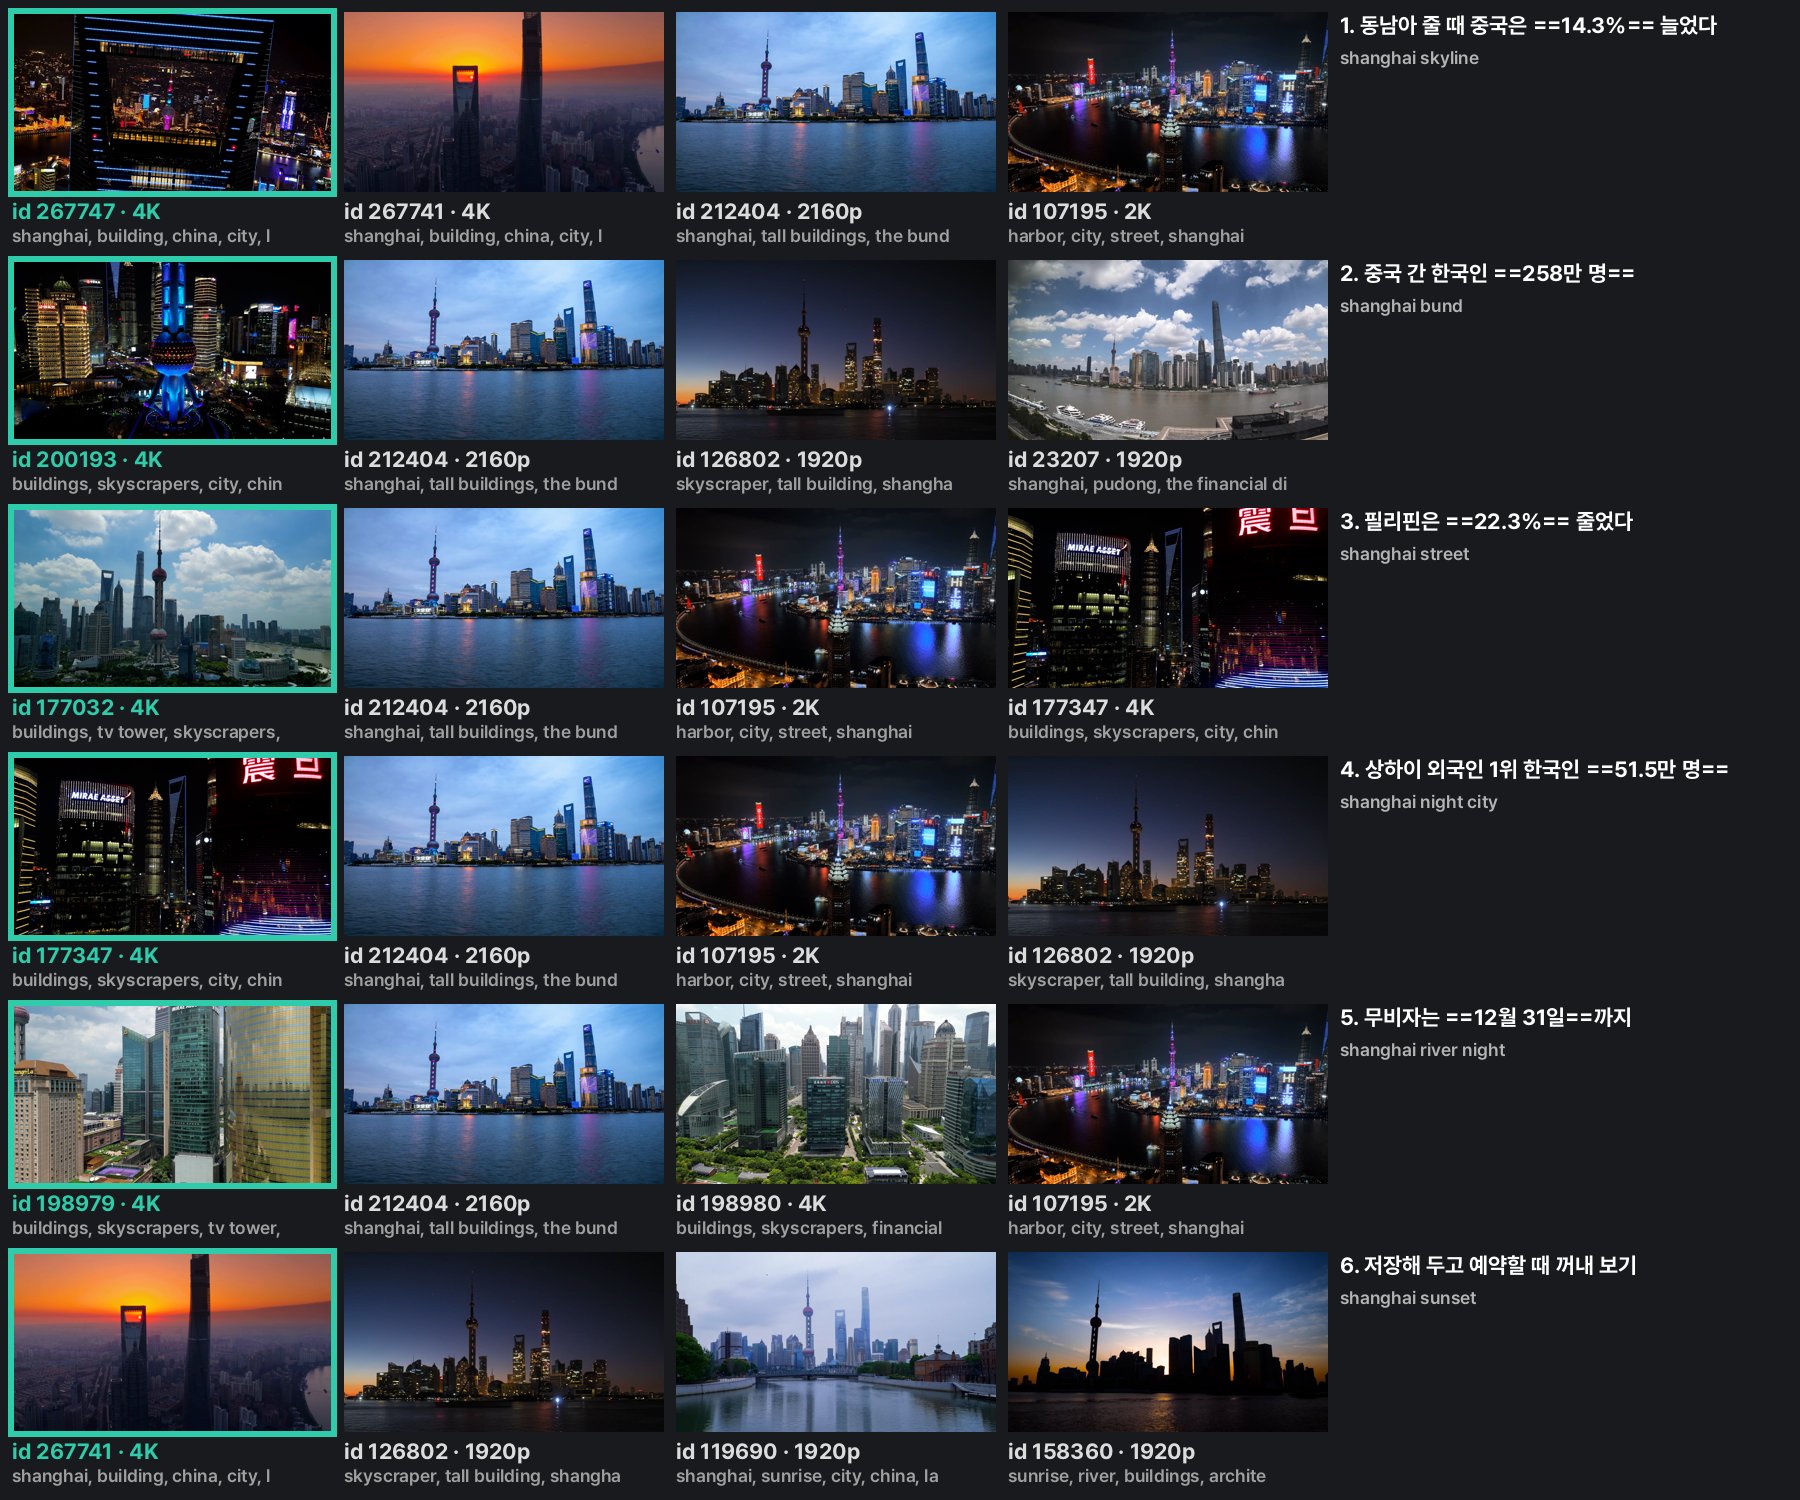 1. 동남아 줄 때 중국은 ==14.3%== 늘었다
shanghai skyline
id 267747 · 4K
shanghai, building, china, city, l
id 267741 · 4K
shanghai, building, china, city, l
id 212404 · 2160p
shanghai, tall buildings, the bund
id 107195 · 2K
harbor, city, street, shanghai
2. 중국 간 한국인 ==258만 명==
shanghai bund
id 200193 · 4K
buildings, skyscrapers, city, chin
id 212404 · 2160p
shanghai, tall buildings, the bund
id 126802 · 1920p
skyscraper, tall building, shangha
id 23207 · 1920p
shanghai, pudong, the financial di
MIRAE ASSET
震旦
3. 필리핀은 ==22.3%== 줄었다
shanghai street
id 177032 · 4K
buildings, tv tower, skyscrapers,
id 212404 · 2160p
shanghai, tall buildings, the bund
id 107195 · 2K
harbor, city, street, shanghai
id 177347 · 4K
buildings, skyscrapers, city, chin
MIRAE ASSET
震旦
4. 상하이 외국인 1위 한국인 ==51.5만 명==
shanghai night city
id 177347 · 4K
buildings, skyscrapers, city, chin
id 212404 · 2160p
shanghai, tall buildings, the bund
id 107195 · 2K
harbor, city, street, shanghai
id 126802 · 1920p
skyscraper, tall building, shangha
5. 무비자는 ==12월 31일==까지
shanghai river night
id 198979 · 4K
buildings, skyscrapers, tv tower,
id 212404 · 2160p
shanghai, tall buildings, the bund
id 198980 · 4K
buildings, skyscrapers, financial
id 107195 · 2K
harbor, city, street, shanghai
6. 저장해 두고 예약할 때 꺼내 보기
shanghai sunset
id 267741 · 4K
shanghai, building, china, city, l
id 126802 · 1920p
skyscraper, tall building, shangha
id 119690 · 1920p
shanghai, sunrise, city, china, la
id 158360 · 1920p
sunrise, river, buildings, archite